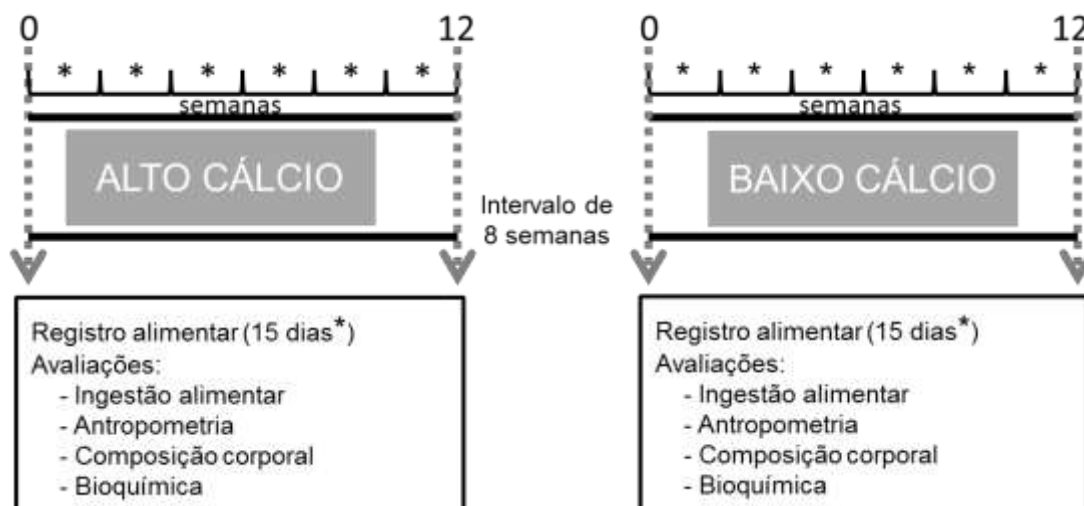 0 12
* * * * * *
semanas
ALTO CÁLCIO
Registro alimentar (15 dias*)
Avaliações:
- Ingestão alimentar
- Antropometria
- Composição corporal
- Bioquímica
Intervalo de
8 semanas
0 12
* * * * * *
semanas
BAIXO CÁLCIO
Registro alimentar (15 dias*)
Avaliações:
- Ingestão alimentar
- Antropometria
- Composição corporal
- Bioquímica